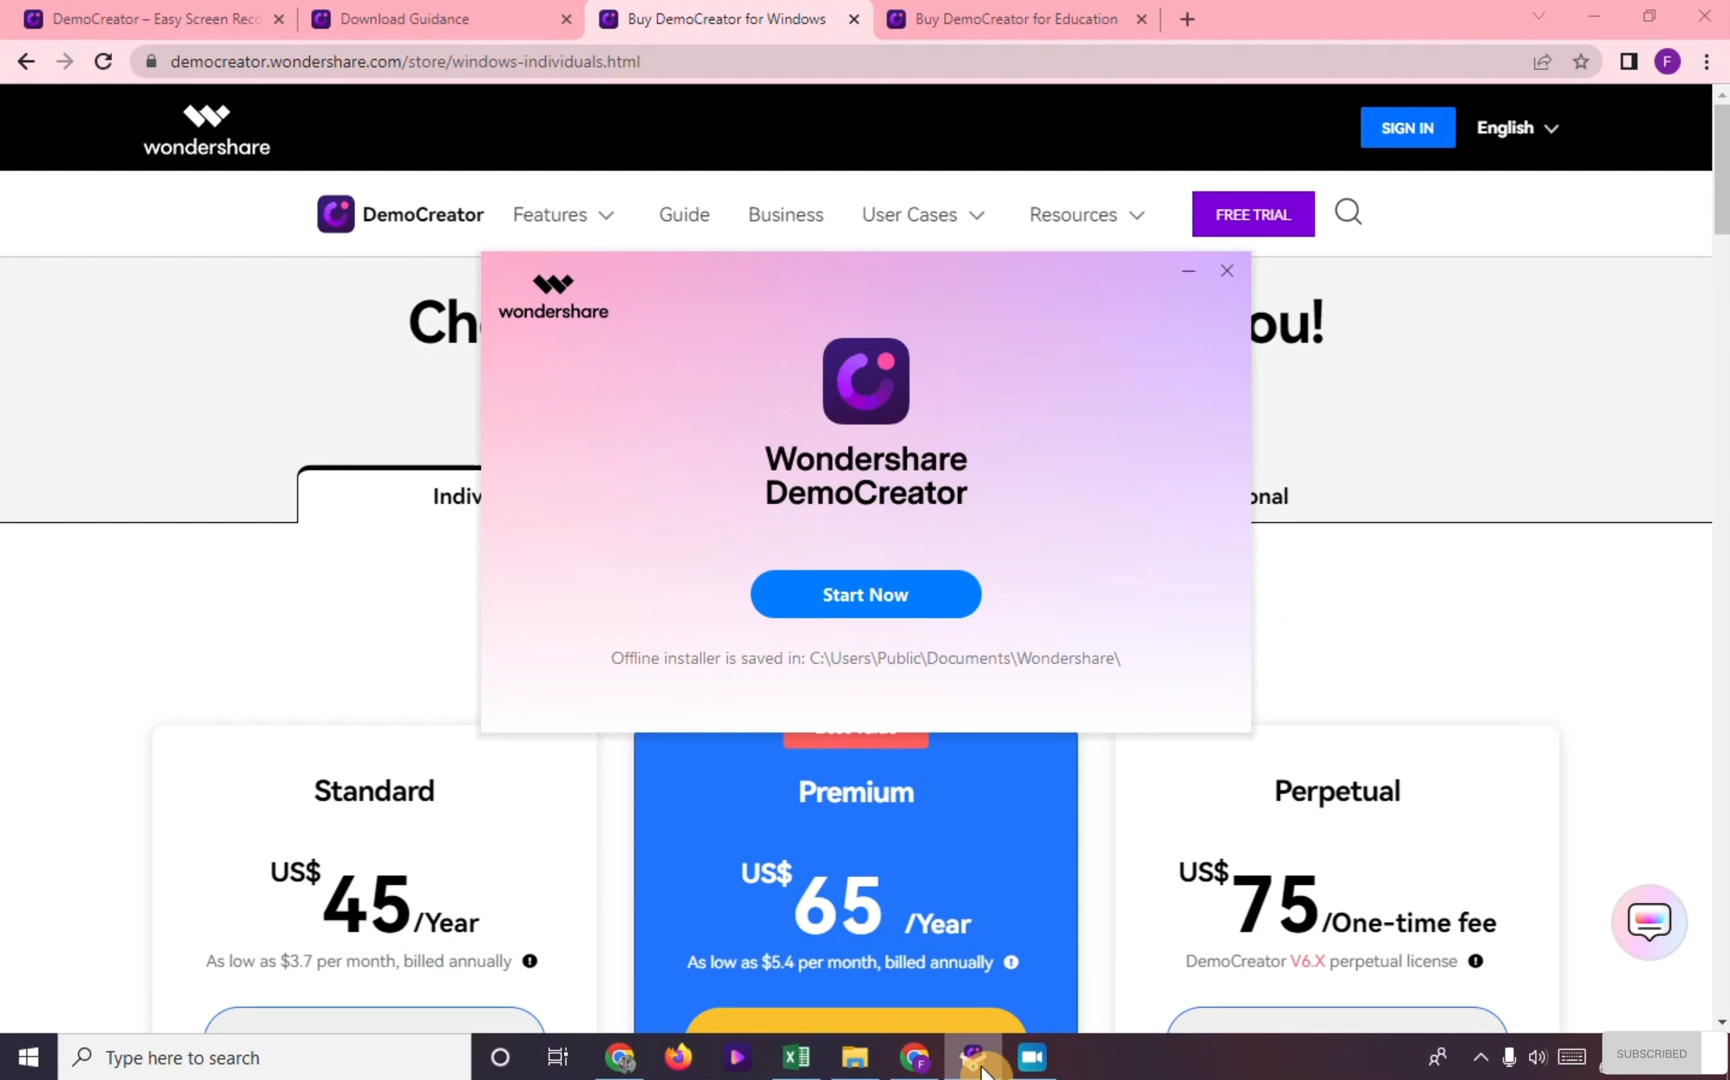 DemoCreator – Easy Screen Reco
Download Guidance
Buy DemoCreator for Windows
Buy DemoCreator for Education
democreator.wondershare.com/store/windows-individuals.html
F
wondershare
SIGN IN
English
DemoCreator
Features
Guide
Business
User Cases
Resources
FREE TRIAL
Ch
ou!
wondershare
Wondershare
DemoCreator
Indiv
onal
Start Now
Offline installer is saved in: C:\Users\Public\Documents\Wondershare\
Standard
US$ 45 /Year
As low as $3.7 per month, billed annually
Premium
US$ 65 /Year
As low as $5.4 per month, billed annually
Perpetual
US$ 75 /One-time fee
DemoCreator V6.X perpetual license
Type here to search
F
SUBSCRIBED